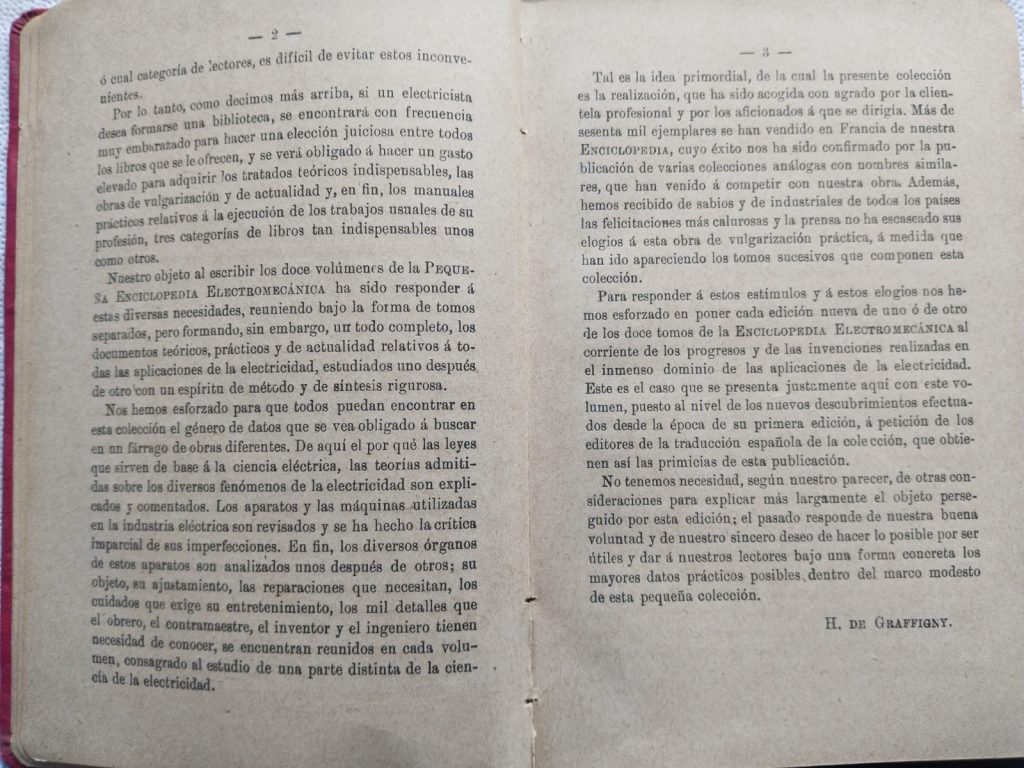 — 2 —
ó cual categoría de lectores, es difícil de evitar estos inconve-
nientes.
Por lo tanto, como decimos más arriba, si un electricista
desea formarse una biblioteca, se encontrará con frecuencia
muy embarazado para hacer una elección juiciosa entre todos
los libros que se le ofrecen, y se verá obligado á hacer un gasto
elevado para adquirir los tratados teóricos indispensables, las
obras de vulgarización y de actualidad y, en fin, los manuales
prácticos relativos á la ejecución de los trabajos usuales de su
profesión, tres categorías de libros tan indispensables unos
como otros.
Nuestro objeto al escribir los doce volúmenes de la PEQUE-
ÑA ENCICLOPEDIA ELECTROMECÁNICA ha sido responder á
estas diversas necesidades, reuniendo bajo la forma de tomos
separados, pero formando, sin embargo, un todo completo, los
documentos teóricos, prácticos y de actualidad relativos á to-
das las aplicaciones de la electricidad, estudiados uno después
de otro con un espíritu de método y de síntesis rigurosa.
Nos hemos esforzado para que todos puedan encontrar en
esta colección el género de datos que se vea obligado á buscar
en un fárrago de obras diferentes. De aquí el por qué las leyes
que sirven de base á la ciencia eléctrica, las teorías admiti-
das sobre los diversos fenómenos de la electricidad son expli-
cados y comentados. Los aparatos y las máquinas utilizadas
en la industria eléctrica son revisados y se ha hecho la crítica
imparcial de sus imperfecciones. En fin, los diversos órganos
de estos aparatos son analizados unos después de otros; su
objeto, su ajustamiento, las reparaciones que necesitan, los
cuidados que exige su entretenimiento, los mil detalles que
el obrero, el contramaestre, el inventor y el ingeniero tienen
necesidad de conocer, se encuentran reunidos en cada volu-
men, consagrado al estudio de una parte distinta de la cien-
cia de la electricidad.
— 3 —
Tal es la idea primordial, de la cual la presente colección
es la realización, que ha sido acogida con agrado por la clien-
tela profesional y por los aficionados á que se dirigía. Más de
sesenta mil ejemplares se han vendido en Francia de nuestra
ENCICLOPEDIA, cuyo éxito nos ha sido confirmado por la pu-
blicación de varias colecciones análogas con nombres simila-
res, que han venido á competir con nuestra obra. Además,
hemos recibido de sabios y de industriales de todos los países
las felicitaciones más calurosas y la prensa no ha escaseado sus
elogios á esta obra de vulgarización práctica, á medida que
han ido apareciendo los tomos sucesivos que componen esta
colección.
Para responder á estos estímulos y á estos elogios nos he-
mos esforzado en poner cada edición nueva de uno ó de otro
de los doce tomos de la ENCICLOPEDIA ELECTROMECÁNICA al
corriente de los progresos y de las invenciones realizadas en
el inmenso dominio de las aplicaciones de la electricidad.
Este es el caso que se presenta justamente aquí con este vo-
lumen, puesto al nivel de los nuevos descubrimientos efectua-
dos desde la época de su primera edición, á petición de los
editores de la traducción española de la colección, que obtie-
nen así las primicias de esta publicación.
No tenemos necesidad, según nuestro parecer, de otras con-
sideraciones para explicar más largamente el objeto perse-
guido por esta edición; el pasado responde de nuestra buena
voluntad y de nuestro sincero deseo de hacer lo posible por ser
útiles y dar á nuestros lectores bajo una forma concreta los
mayores datos prácticos posibles dentro del marco modesto
de esta pequeña colección.
H. DE GRAFFIGNY.